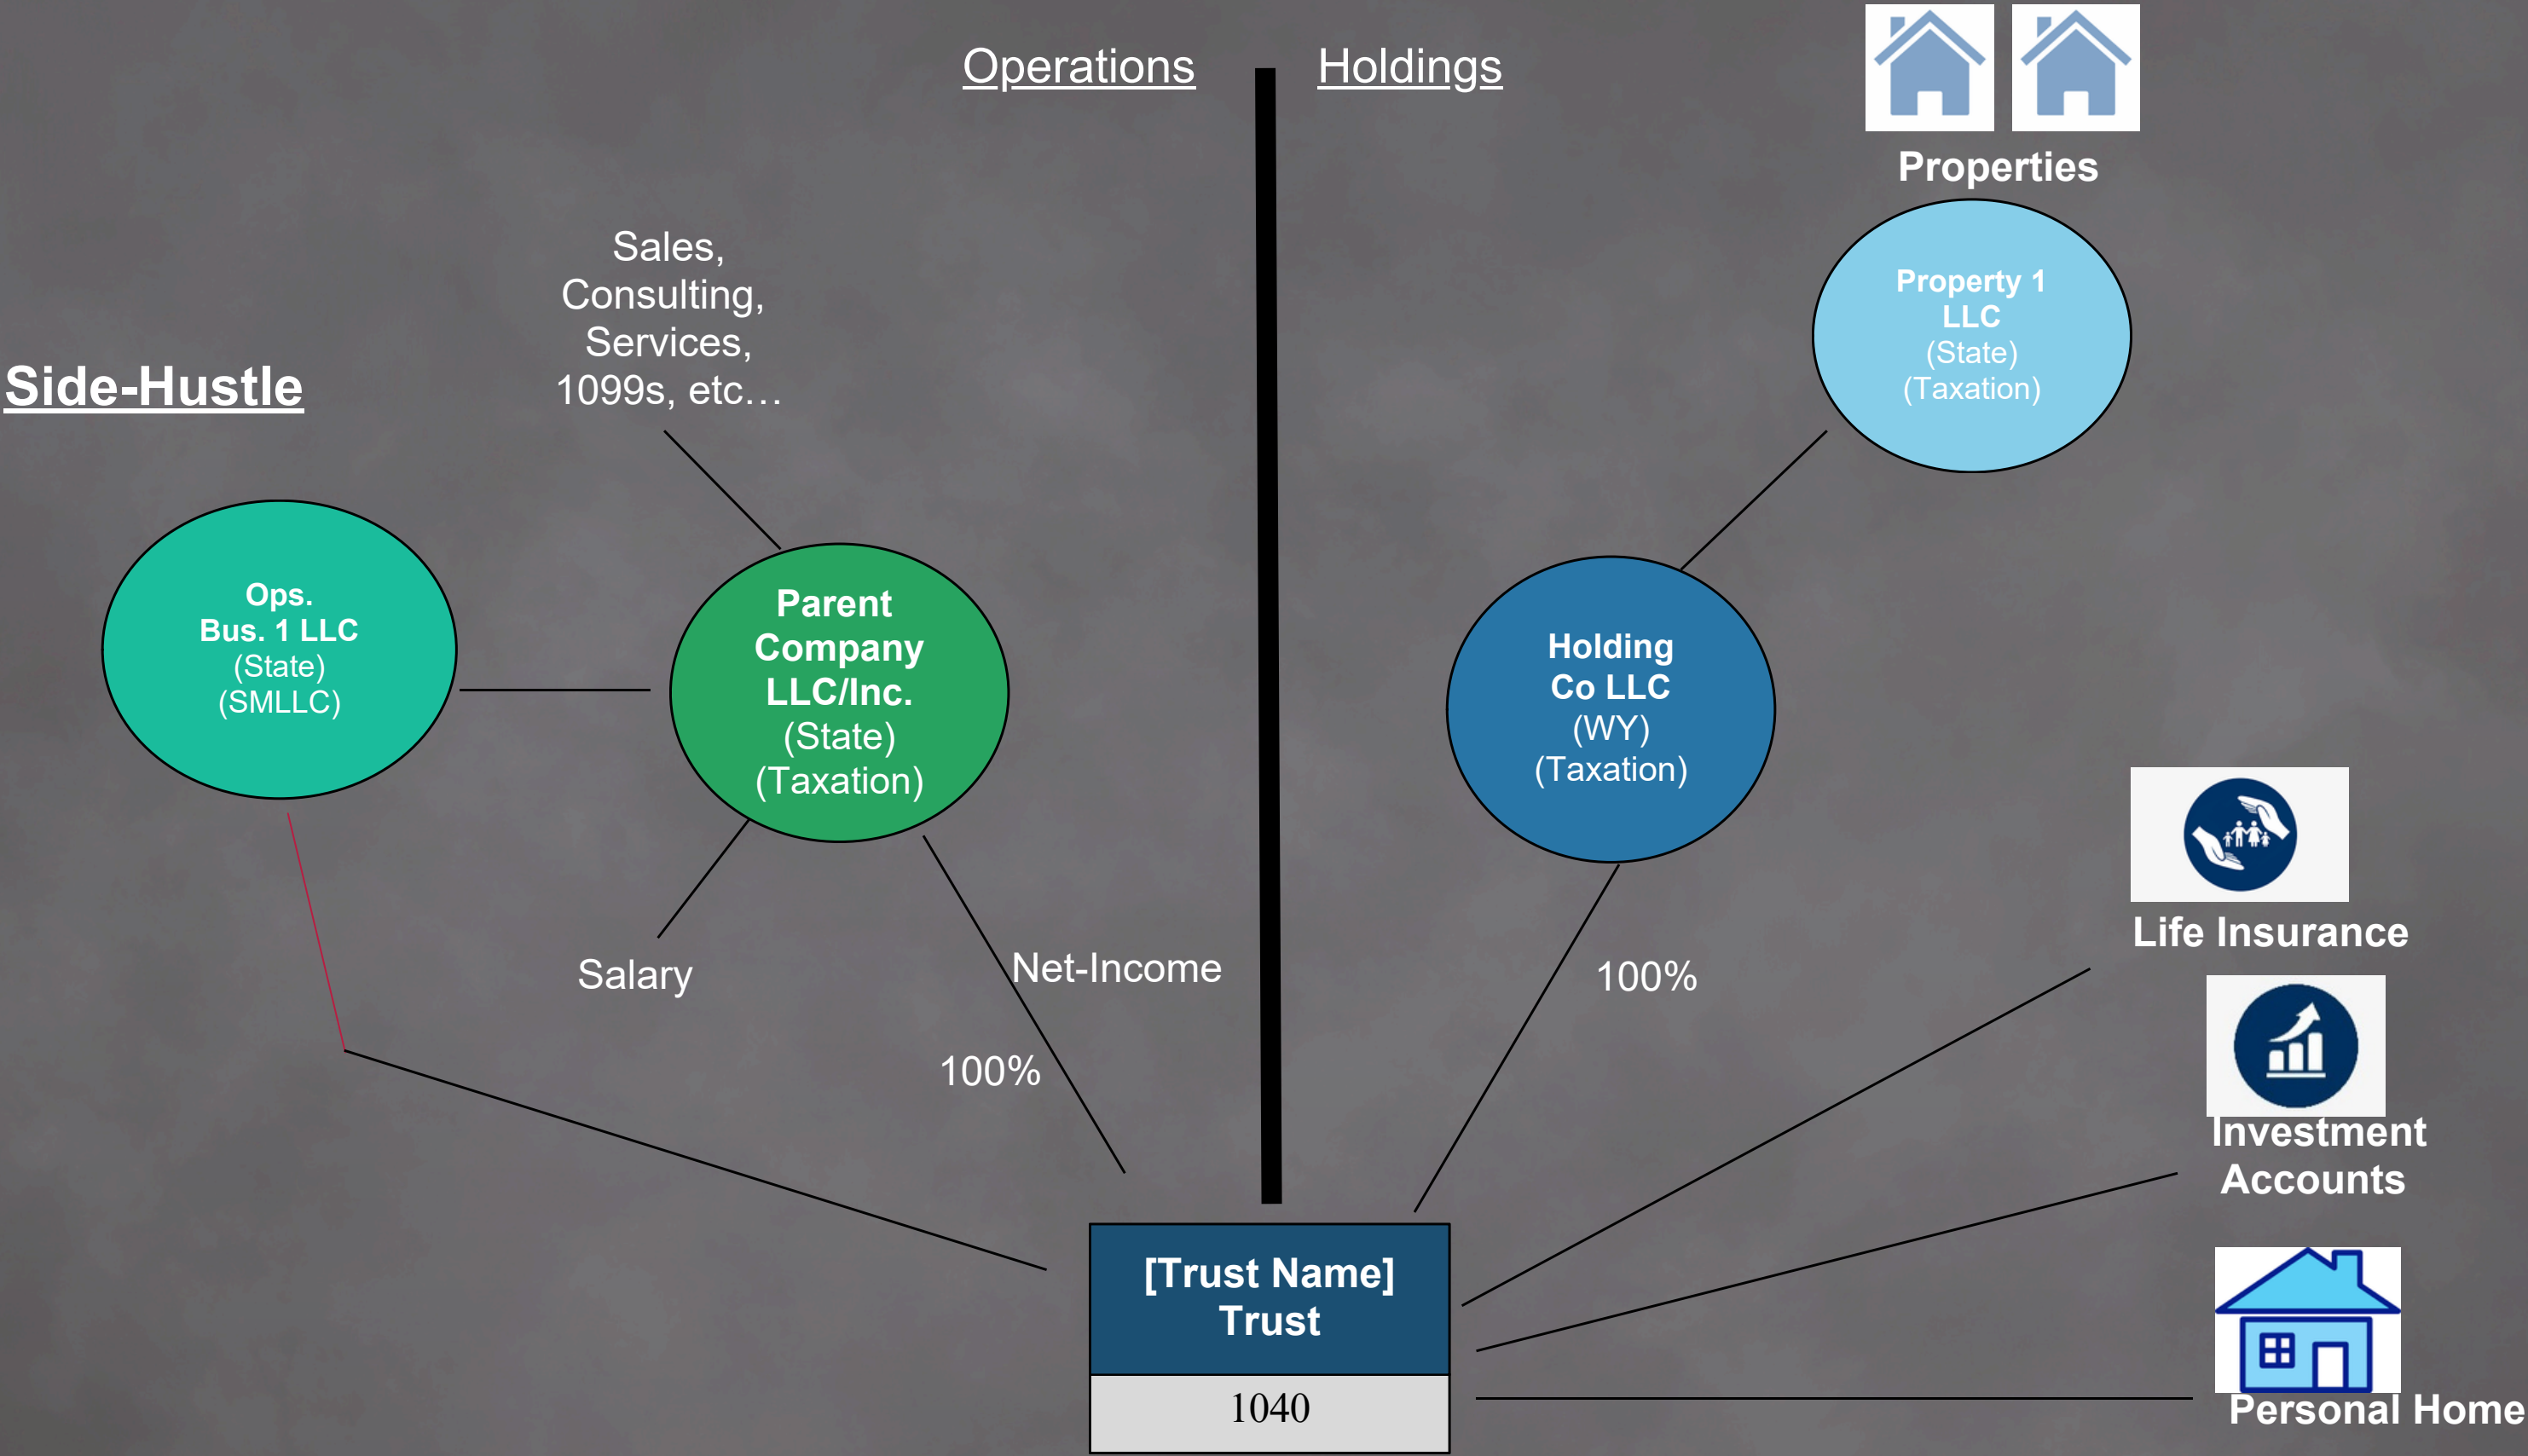 Operations
Holdings
Properties
Sales,
Consulting,
Services,
1099s, etc…
Side-Hustle
Property 1
LLC
(State)
(Taxation)
Ops.
Bus. 1 LLC
(State)
(SMLLC)
Parent
Company
LLC/Inc.
(State)
(Taxation)
Holding
Co LLC
(WY)
(Taxation)
Life Insurance
Salary
Net-Income
100%
100%
Investment
Accounts
[Trust Name]
Trust
1040
Personal Home